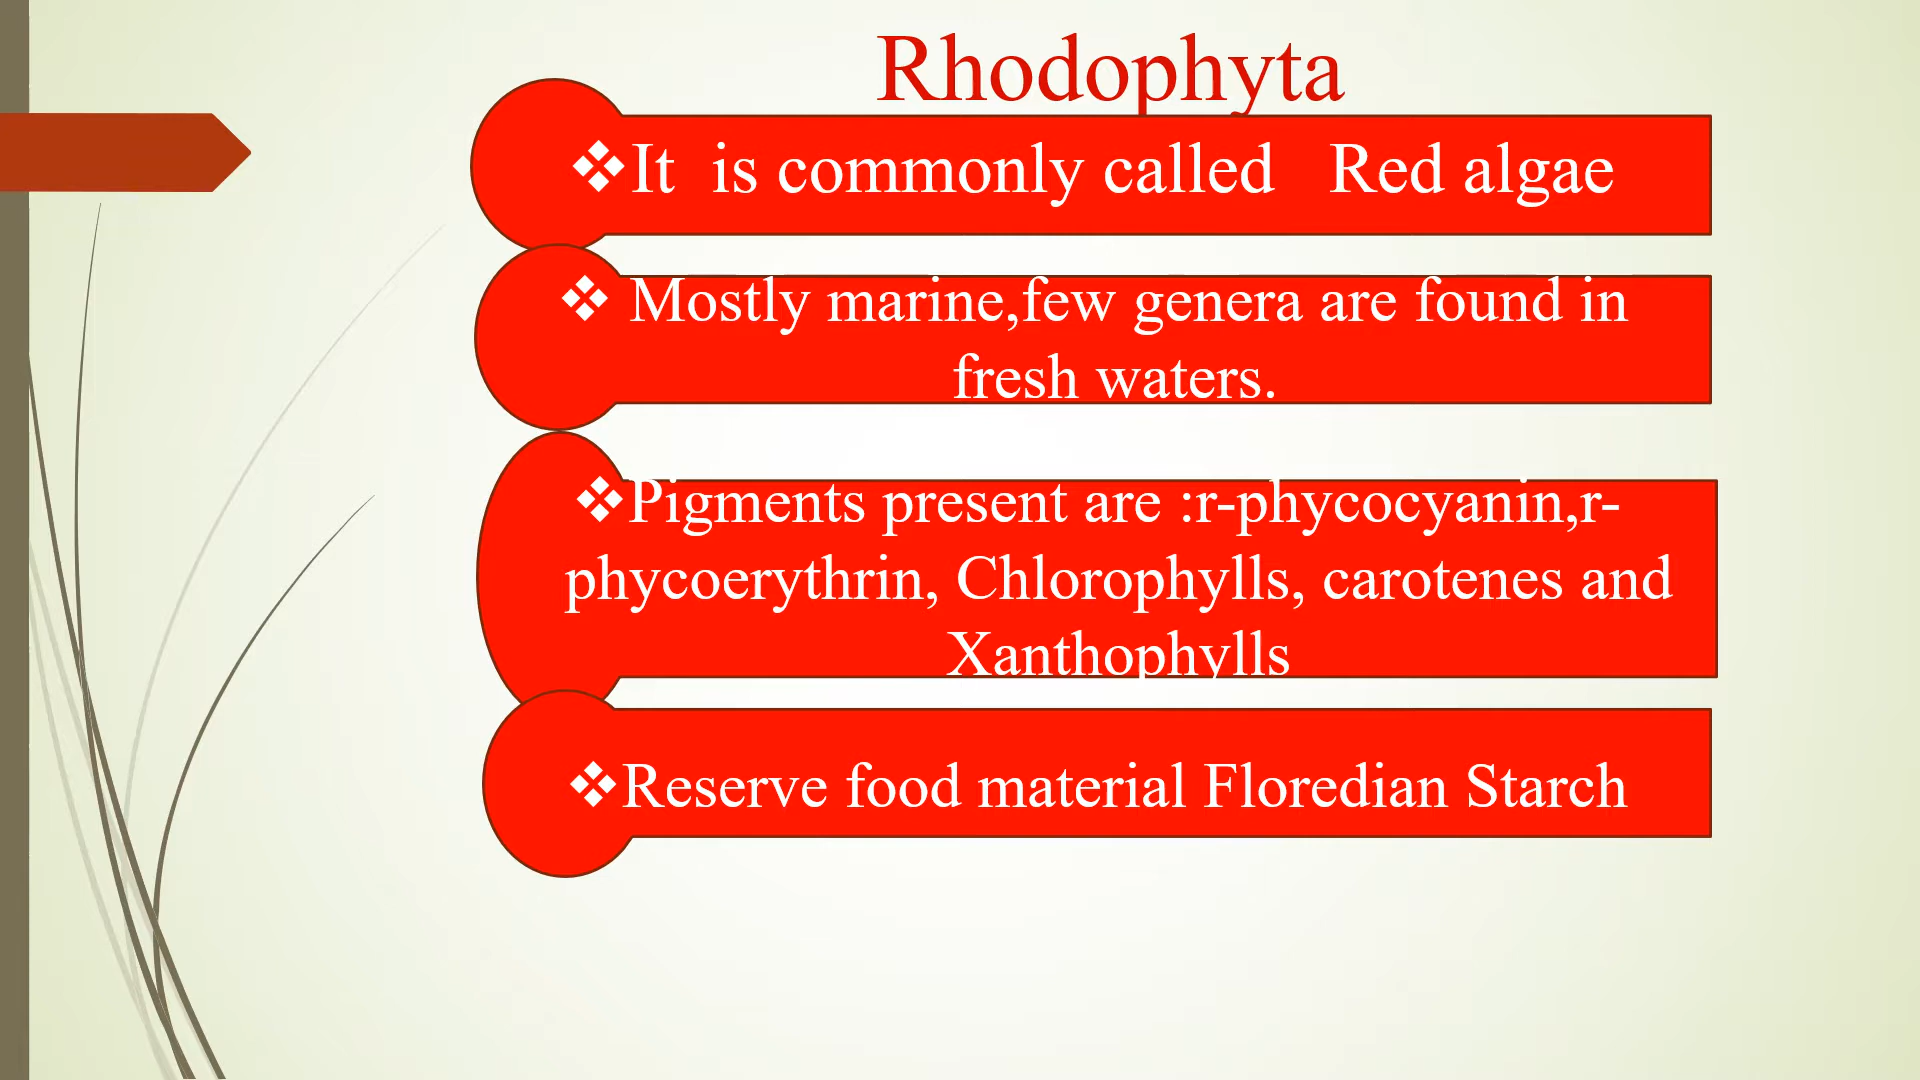 Rhodophyta
❖It is commonly called Red algae
❖ Mostly marine,few genera are found in
fresh waters.
❖Pigments present are :r-phycocyanin,r-
phycoerythrin, Chlorophylls, carotenes and
Xanthophylls
❖Reserve food material Floredian Starch